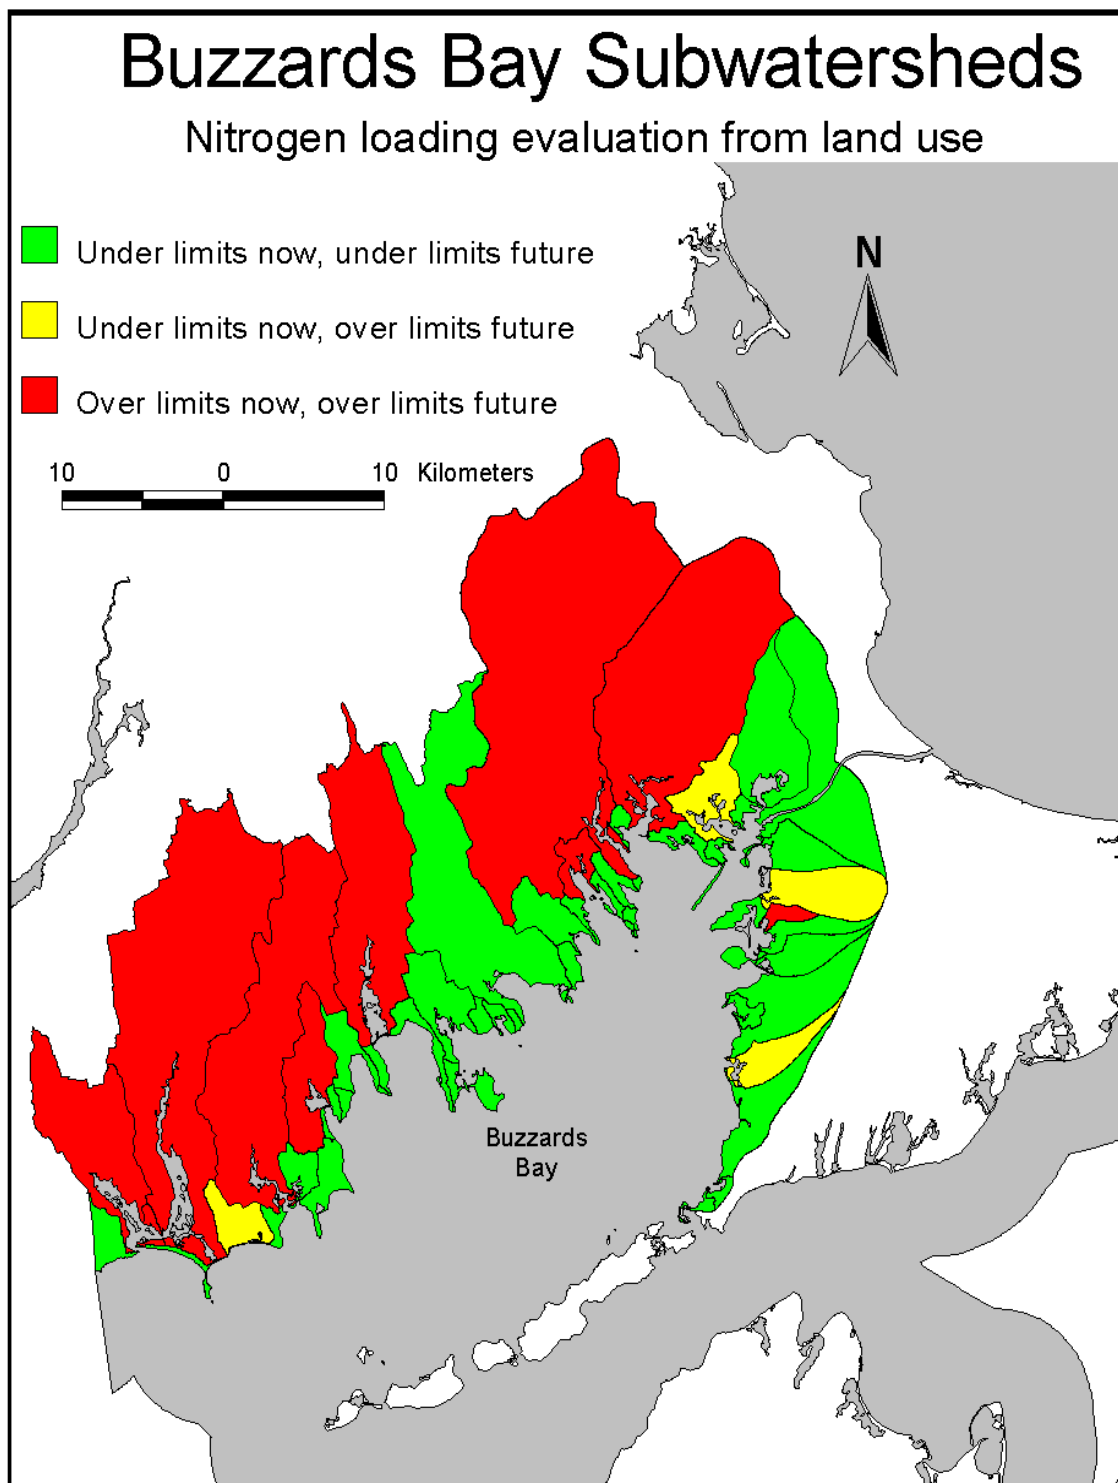 Buzzards Bay Subwatersheds
Nitrogen loading evaluation from land use
Under limits now, under limits future
N
Under limits now, over limits future
Over limits now, over limits future
10 0 10 Kilometers
Buzzards
Bay